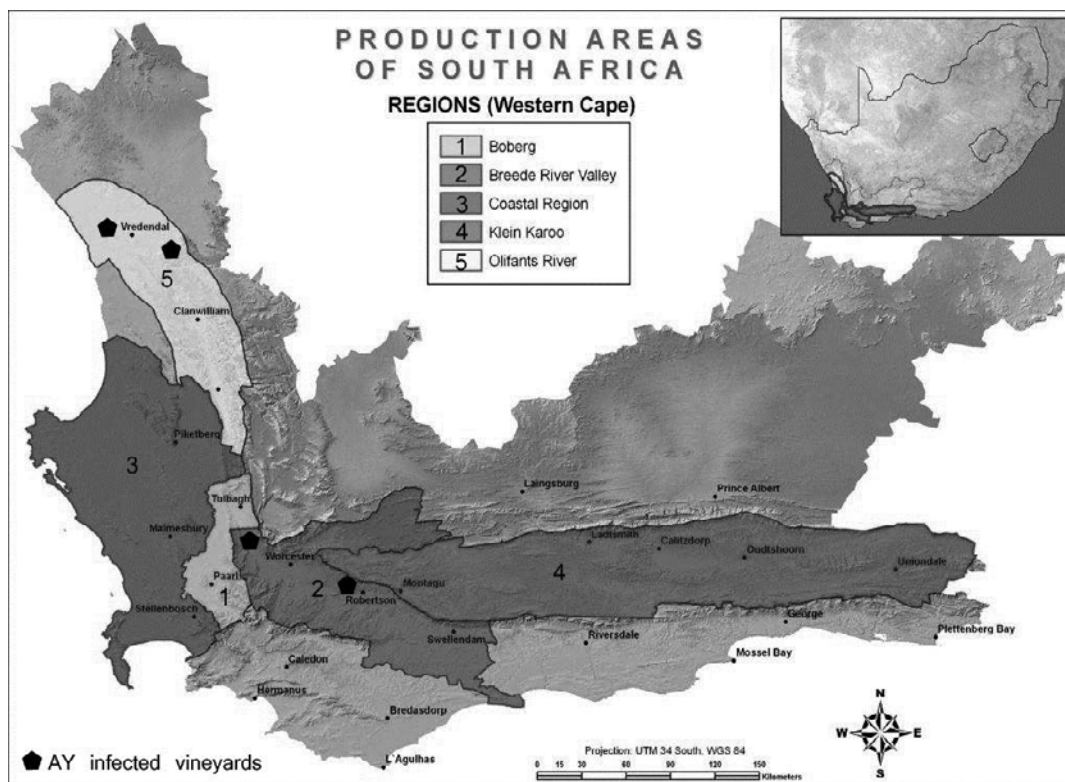 PRODUCTION AREAS
OF SOUTH AFRICA
REGIONS (Western Cape)
1 Boberg
2 Breede River Valley
3 Coastal Region
4 Klein Karoo
5 Olifants River
Vredendal
5
Clanwilliam
Piketberg
3
Tulbagh
Laingsburg
Prince Albert
Malmesbury
Worcester
Ladismith
Calitzdorp
Oudtshoorn
Uniondale
Paarl
1
2
Robertson
Montagu
4
Stellenbosch
Swellendam
Riversdale
George
Plettenberg Bay
Mossel Bay
Caledon
Hermanus
Bredasdorp
L'Agulhas
N
W
E
S
AY infected vineyards
Projection: UTM 34 South, WGS 84
0 15 30 60 90 120 150
Kilometers